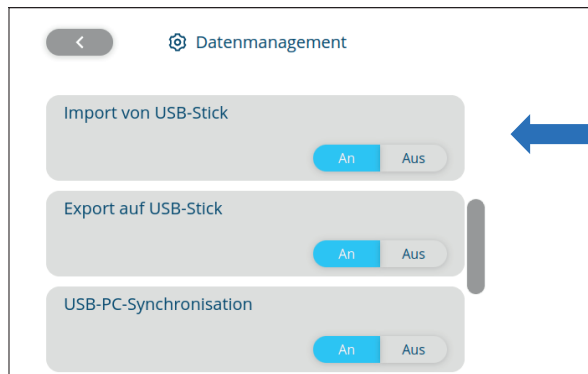 Datenmanagement
Import von USB-Stick
An Aus
Export auf USB-Stick
An Aus
USB-PC-Synchronisation
An Aus